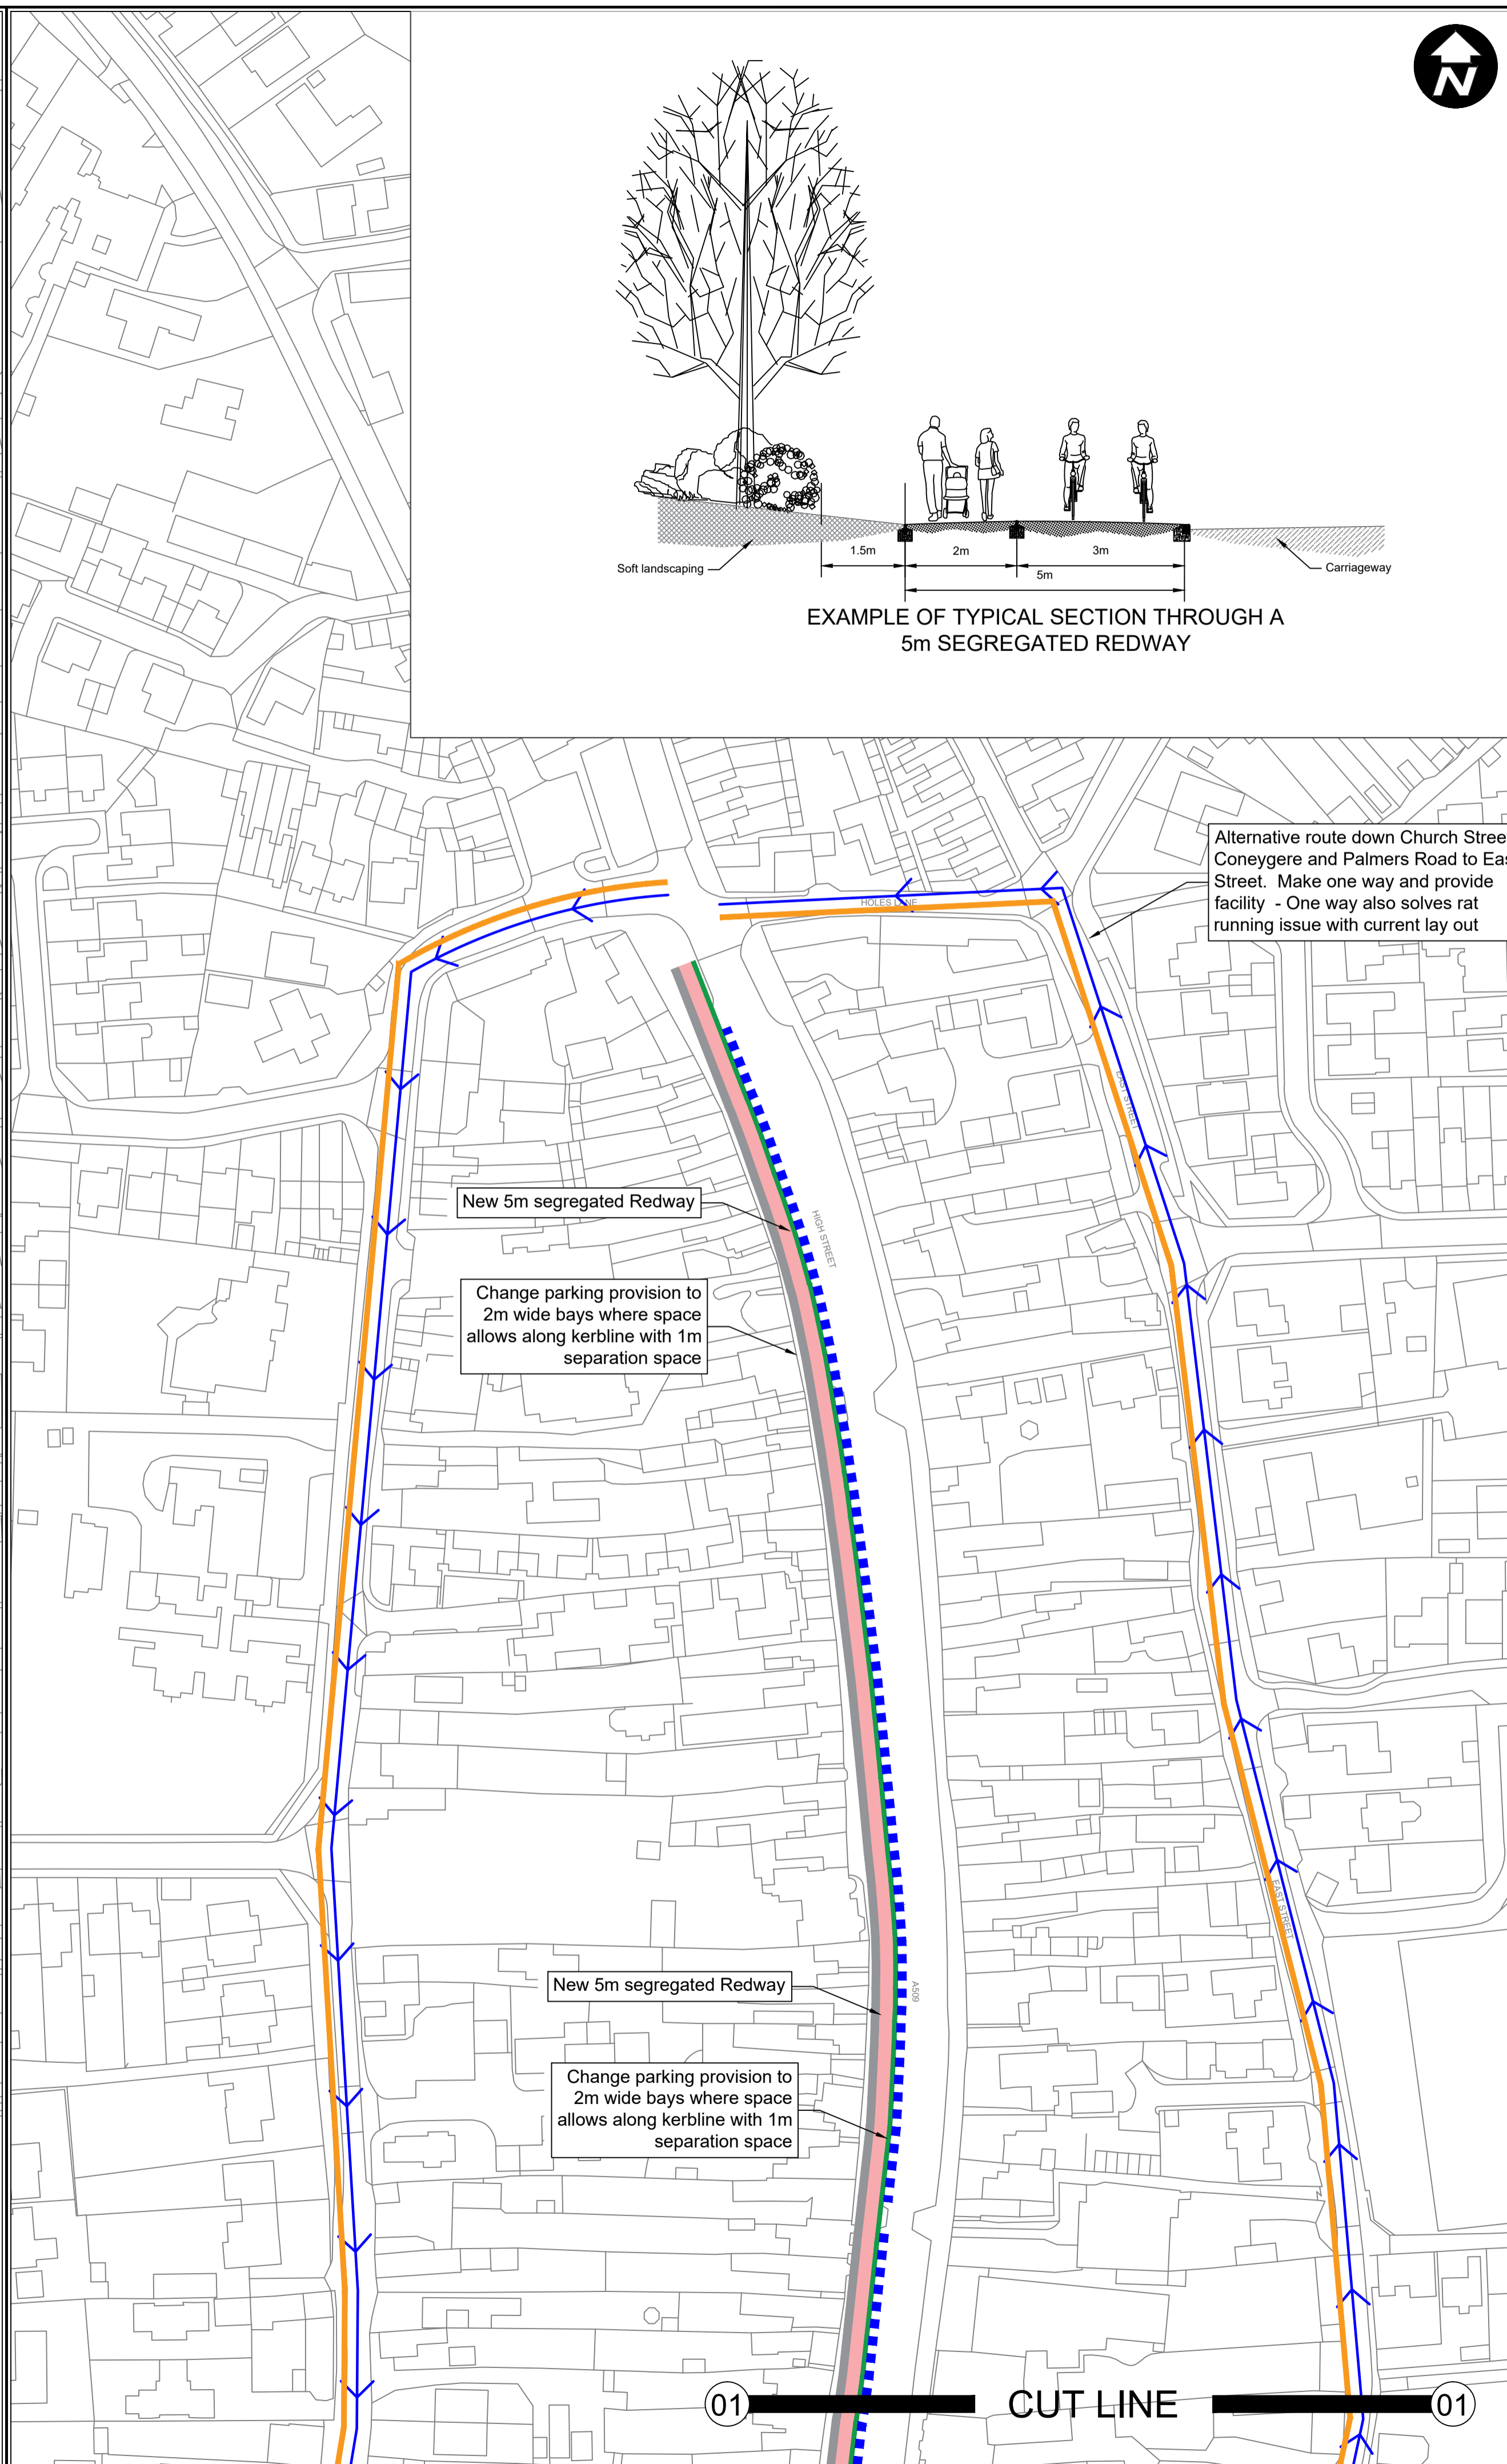 N
1.5m
2m
3m
5m
Soft landscaping
Carriageway
EXAMPLE OF TYPICAL SECTION THROUGH A
5m SEGREGATED REDWAY
Alternative route down Church Stree
Coneygere and Palmers Road to Eas
Street. Make one way and provide
facility - One way also solves rat
running issue with current lay out
HOLES LANE
EAST STREET
New 5m segregated Redway
HIGH STREET
Change parking provision to
2m wide bays where space
allows along kerbline with 1m
separation space
EAST STREET
New 5m segregated Redway
A509
Change parking provision to
2m wide bays where space
allows along kerbline with 1m
separation space
01 CUT LINE 01